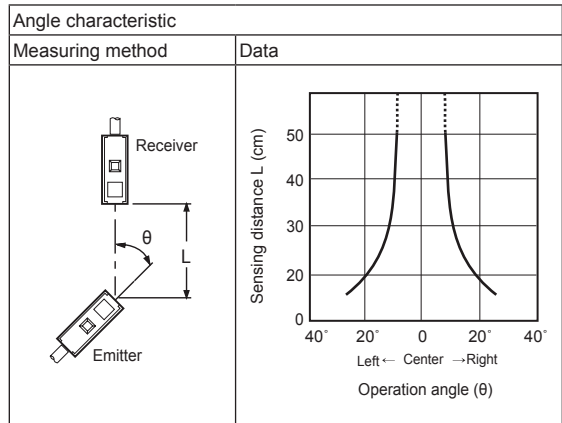 Angle characteristic
Measuring method
Data
Receiver
θ
L
Emitter
Sensing distance L (cm)
50
40
30
20
0
40˚ 20˚ 0 20˚ 40˚
Left← Center →Right
Operation angle (θ)